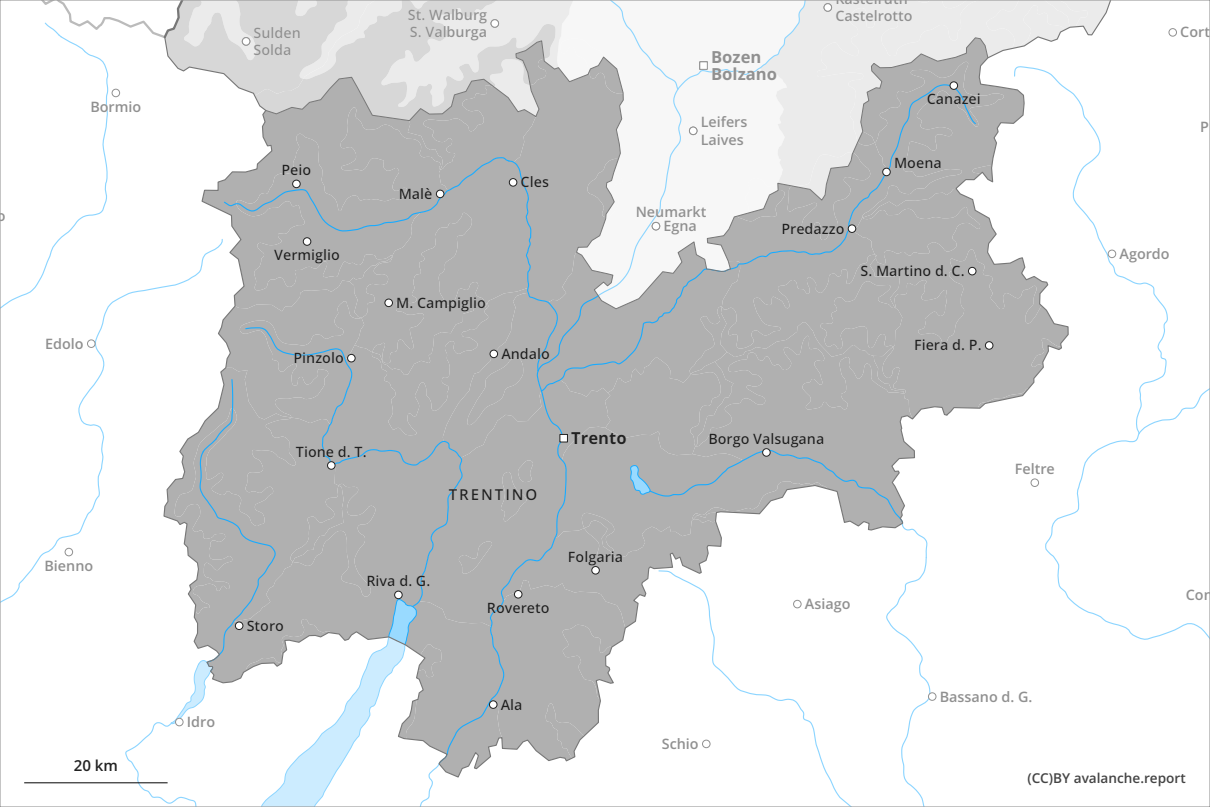 Kastelruth
Castelrotto
St. Walburg
S. Valburga
Sulden
Solda
Cort
Bozen
Bolzano
Bormio
Canazei
Leifers
Laives
P
Moena
Peio
Malè
Cles
Neumarkt
Egna
Predazzo
Vermiglio
Agordo
S. Martino d. C.
M. Campiglio
Edolo
Pinzolo
Andalo
Fiera d. P.
Trento
Borgo Valsugana
Tione d. T.
Feltre
TRENTINO
Bienno
Folgaria
Riva d. G.
Rovereto
Asiago
Cor
Storo
Bassano d. G.
Ala
Idro
Schio
20 km
(CC)BY avalanche.report